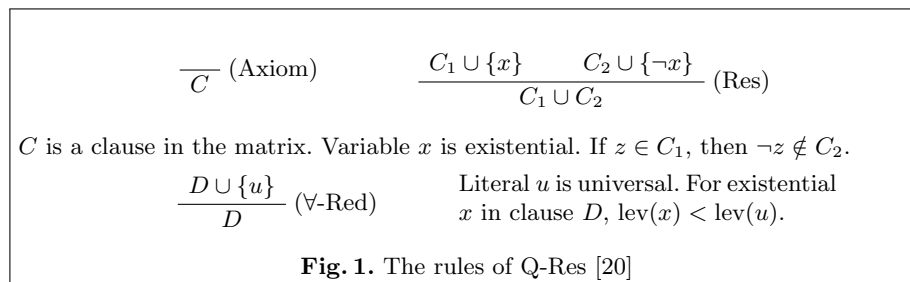 C (Axiom)
C₁ ∪ {x} C₂ ∪ {¬x}
C₁ ∪ C₂ (Res)
C is a clause in the matrix. Variable x is existential. If z ∈ C₁, then ¬z ∉ C₂.
D ∪ {u}
D (∀-Red)
Literal u is universal. For existential
x in clause D, lev(x) < lev(u).
Fig. 1. The rules of Q-Res [20]